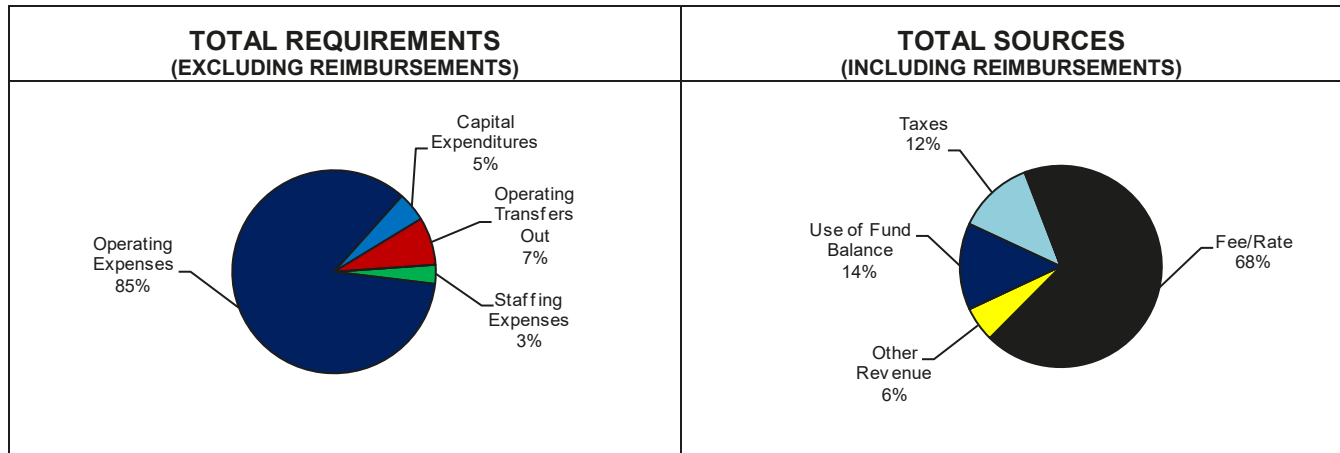 TOTAL REQUIREMENTS
(EXCLUDING REIMBURSEMENTS)
Capital
Expenditures
5%
Operating
Transfers
Out
7%
Operating
Expenses
85%
Staffing
Expenses
3%
TOTAL SOURCES
(INCLUDING REIMBURSEMENTS)
Taxes
12%
Use of Fund
Balance
14%
Fee/Rate
68%
Other
Revenue
6%